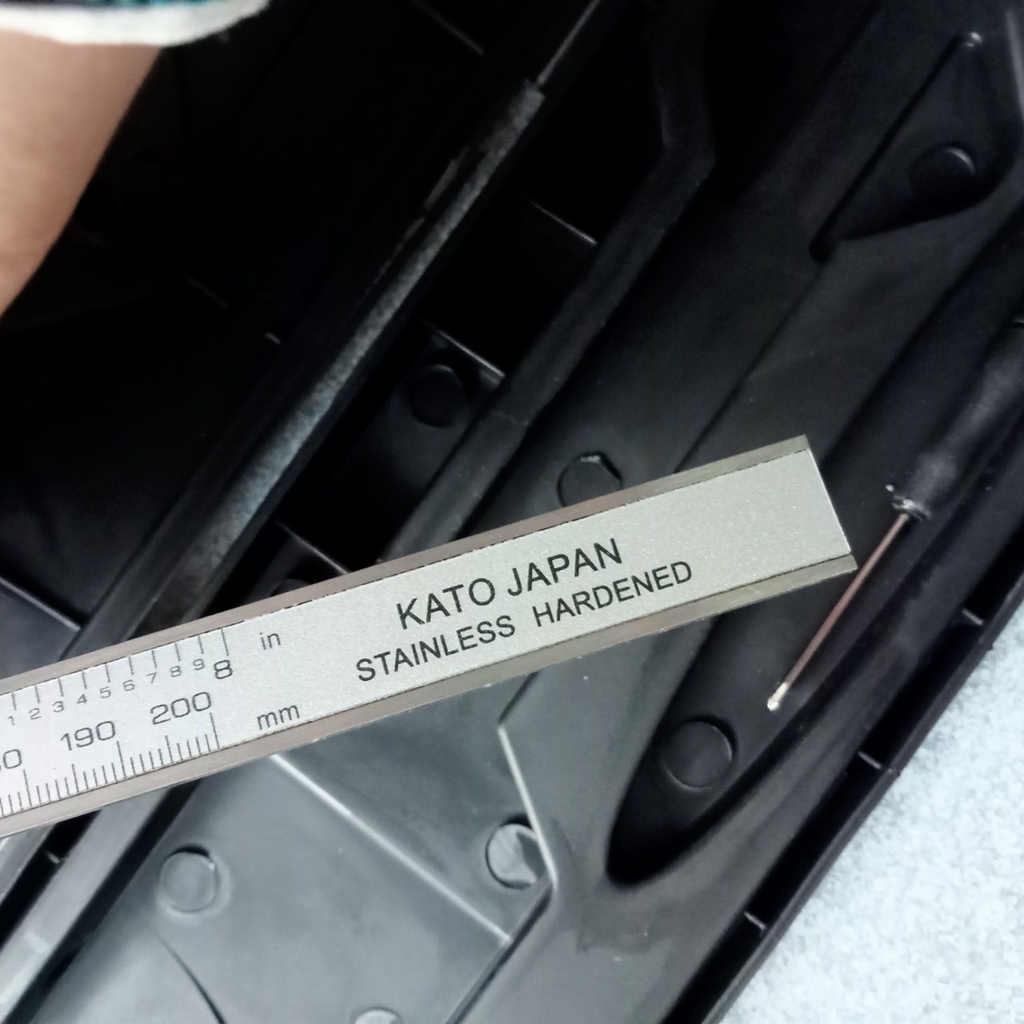 KATO JAPAN
STAINLESS HARDENED
1 2 3 4 5 6 7 8 9 8 in
190 200 mm